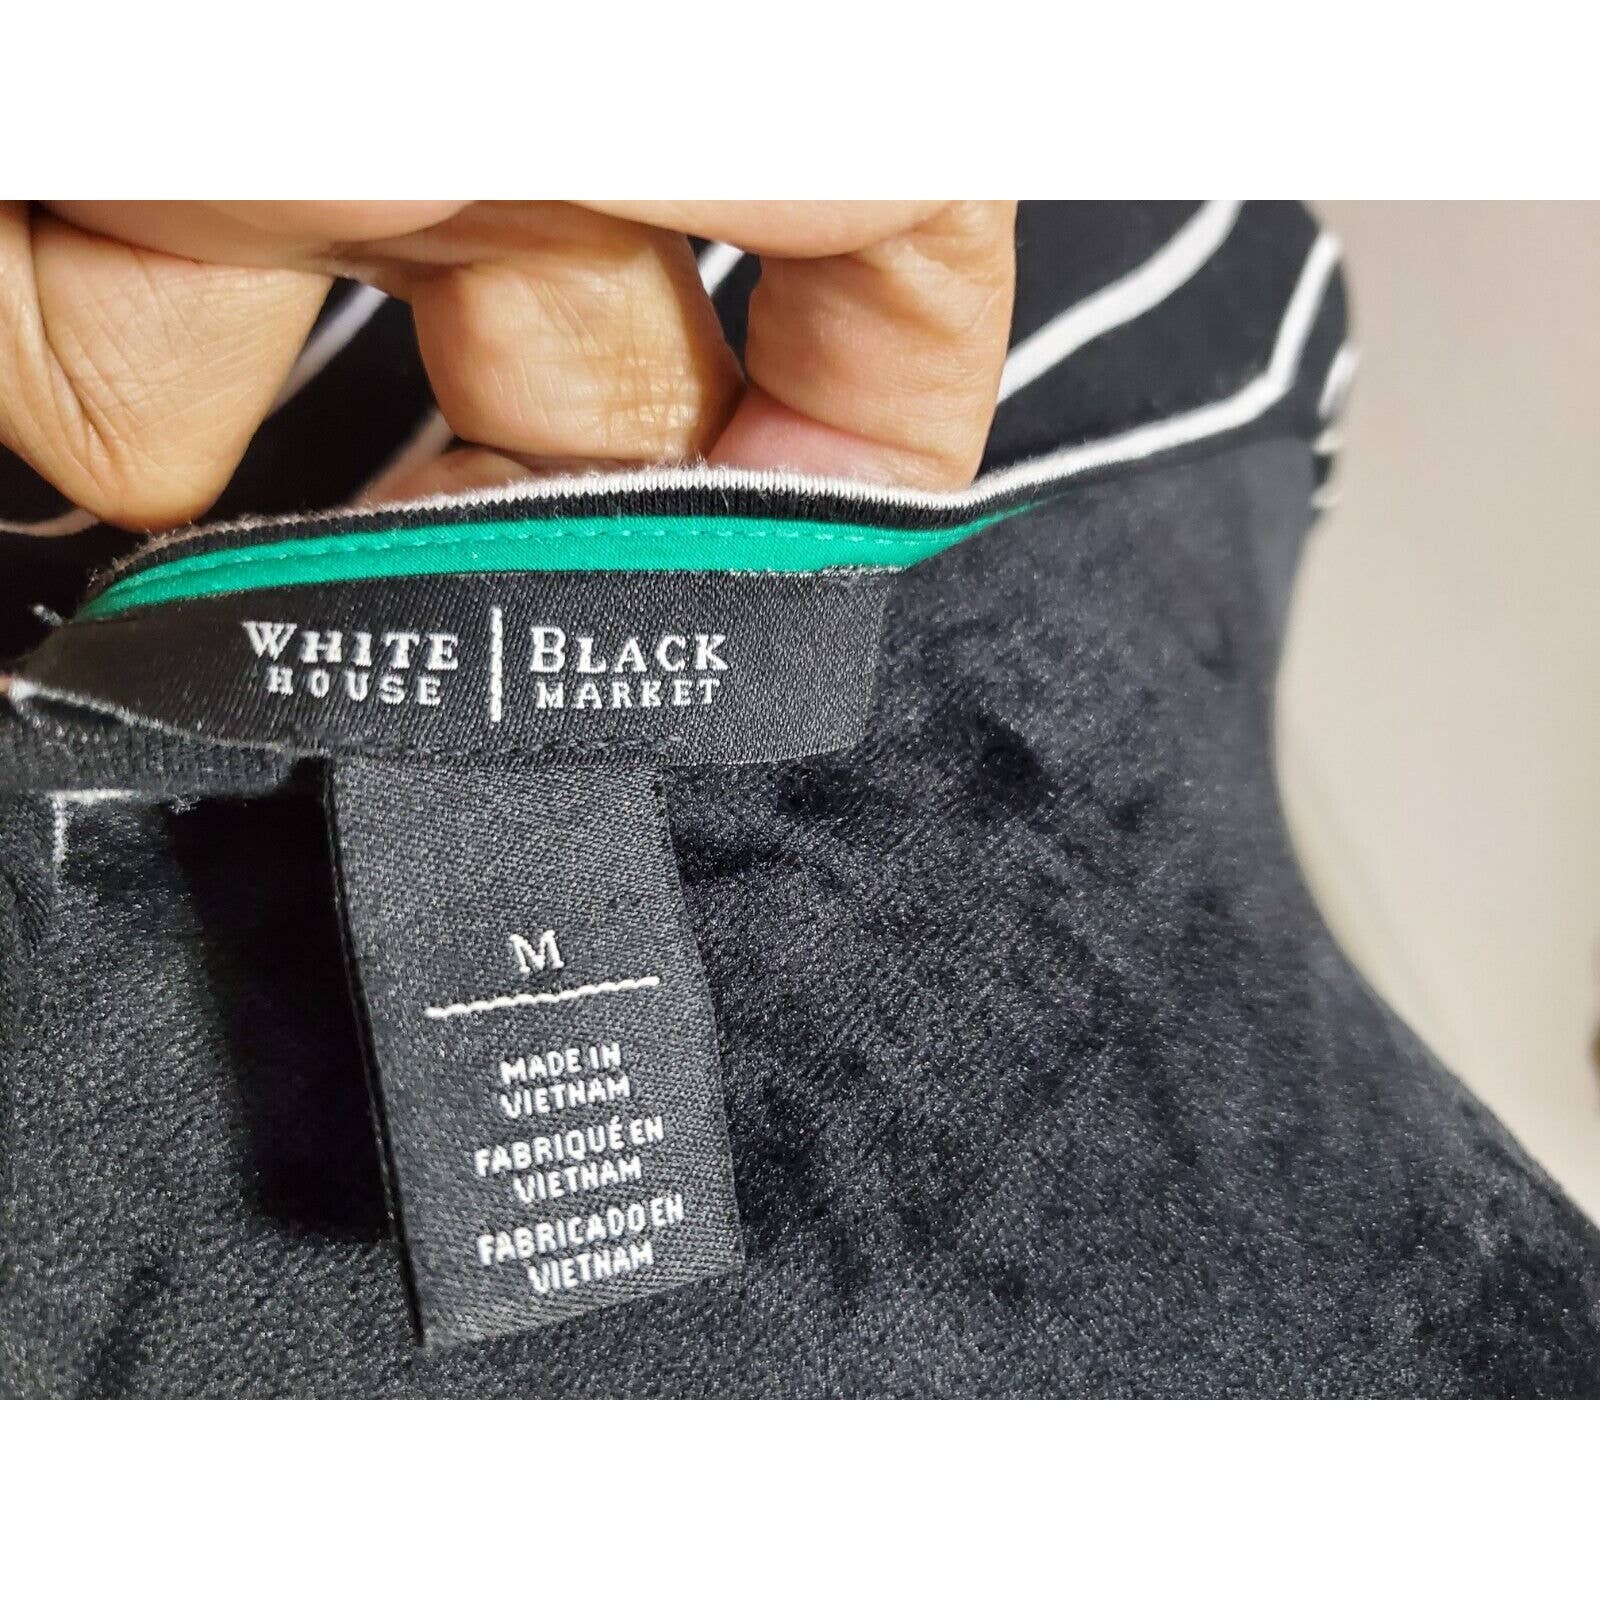 WHITE HOUSE | BLACK MARKET
M
MADE IN
VIETNAM
FABRIQUÉ EN
VIETNAM
FABRICADO EN
VIETNAM